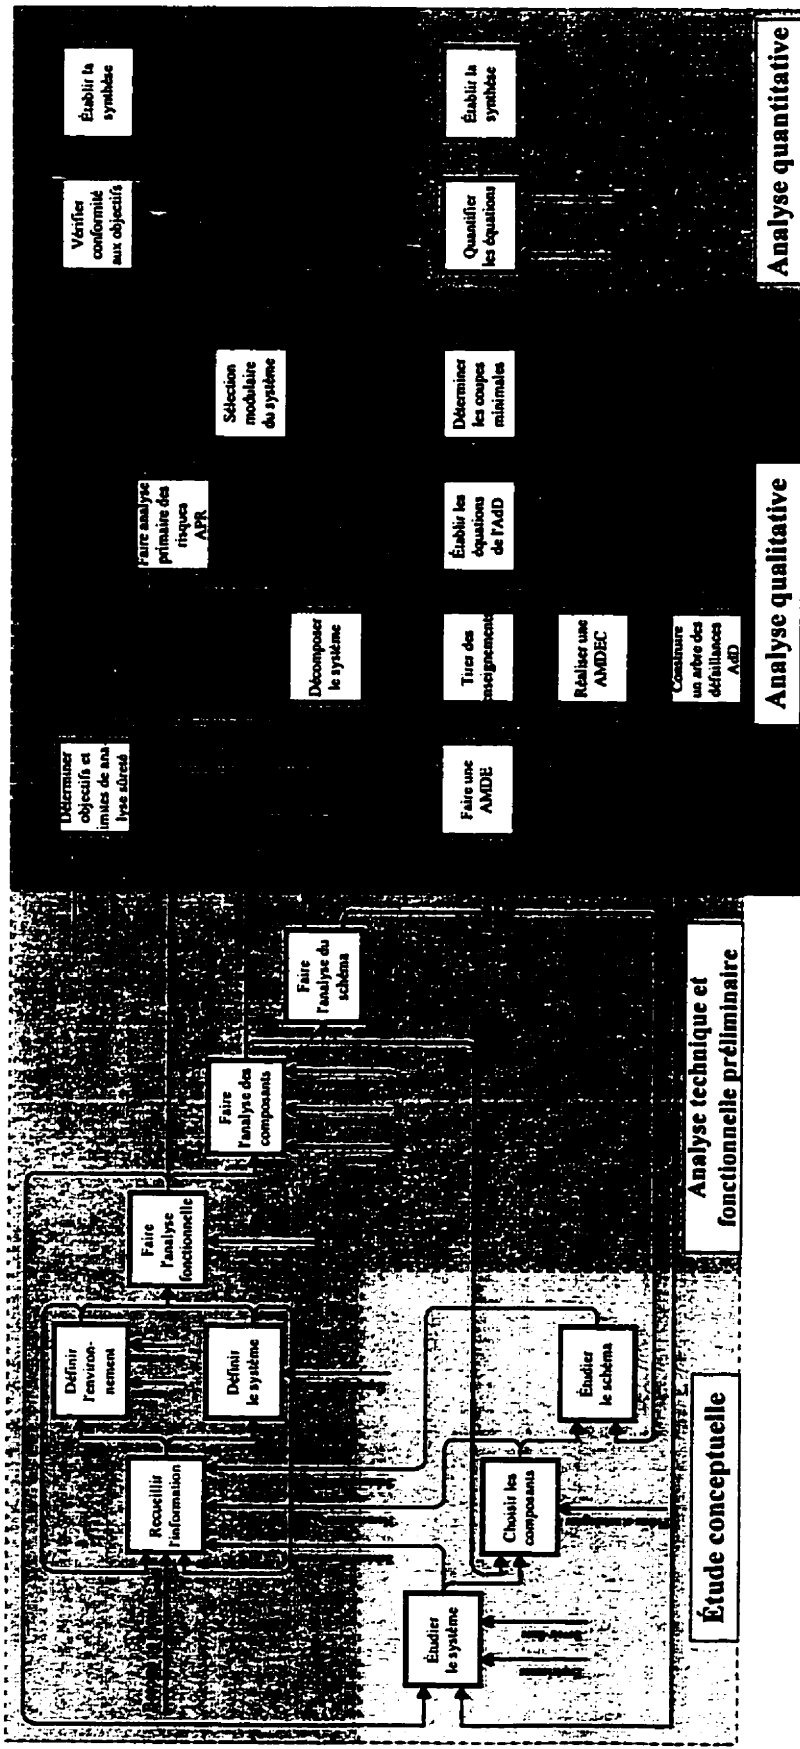 Étudier
le système
Choisir les
composants
Étudier
le schéma
Étude conceptuelle
Recueillir
l'information
Définir
l'environ-
nement
Définir
le système
Faire
l'analyse
fonctionnelle
Faire
l'analyse des
composants
Faire
l'analyse du
schéma
Analyse technique et
fonctionnelle préliminaire
Déterminer
objectifs et
imites de ana
lyse sûreté
Faire une
AMDE
Décomposer
le système
Tirer des
nseignement
Réaliser une
AMDEC
Construire
un arbre des
défaillances
AdD
Faire analyse
primaire des
risques
APR
Établir les
équations
de l'AdD
Sélection
modulaire
du système
Déterminer
les coupes
minimales
Analyse qualitative
Vérifier
conformité
aux objectifs
Établir la
synthèse
Quantifier
les équations
Établir la
synthèse
Analyse quantitative